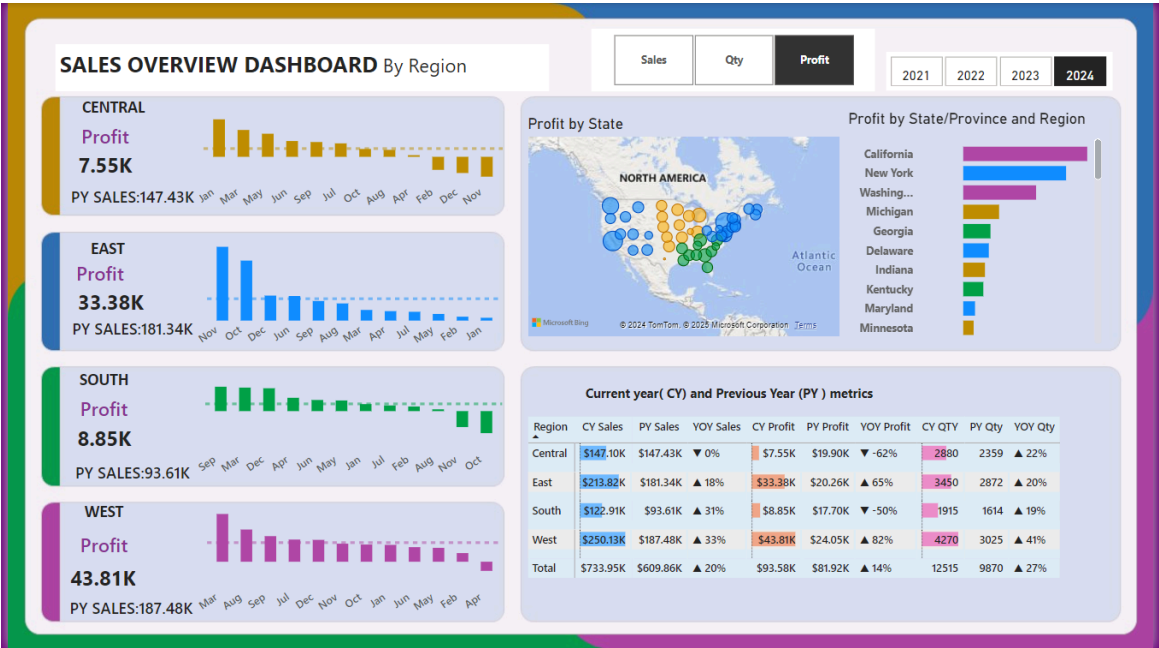 SALES OVERVIEW DASHBOARD By Region
Sales Qty Profit
2021 2022 2023 2024
CENTRAL
Profit
7.55K
PY SALES:147.43K
Jan Mar May Jun Sep Jul Oct Aug Apr Feb Dec Nov
EAST
Profit
33.38K
PY SALES:181.34K
Nov Oct Dec Jun Sep Aug Mar Apr Jul May Feb Jan
SOUTH
Profit
8.85K
PY SALES:93.61K
Sep Mar Dec Apr Jun May Jan Jul Feb Aug Nov Oct
WEST
Profit
43.81K
PY SALES:187.48K
Mar Aug Sep Jul Dec Nov Oct Jan Jun May Feb Apr
Profit by State
NORTH AMERICA
Atlantic
Ocean
Microsoft Bing
© 2024 TomTom, © 2025 Microsoft Corporation Terms
Profit by State/Province and Region
California
New York
Washing...
Michigan
Georgia
Delaware
Indiana
Kentucky
Maryland
Minnesota
Current year( CY) and Previous Year (PY ) metrics
Region CY Sales PY Sales YOY Sales CY Profit PY Profit YOY Profit CY QTY PY Qty YOY Qty
Central $147.10K $147.43K ▼ 0% $7.55K $19.90K ▼ -62% 2880 2359 ▲ 22%
East $213.82K $181.34K ▲ 18% $33.38K $20.26K ▲ 65% 3450 2872 ▲ 20%
South $122.91K $93.61K ▲ 31% $8.85K $17.70K ▼ -50% 1915 1614 ▲ 19%
West $250.13K $187.48K ▲ 33% $43.81K $24.05K ▲ 82% 4270 3025 ▲ 41%
Total $733.95K $609.86K ▲ 20% $93.58K $81.92K ▲ 14% 12515 9870 ▲ 27%